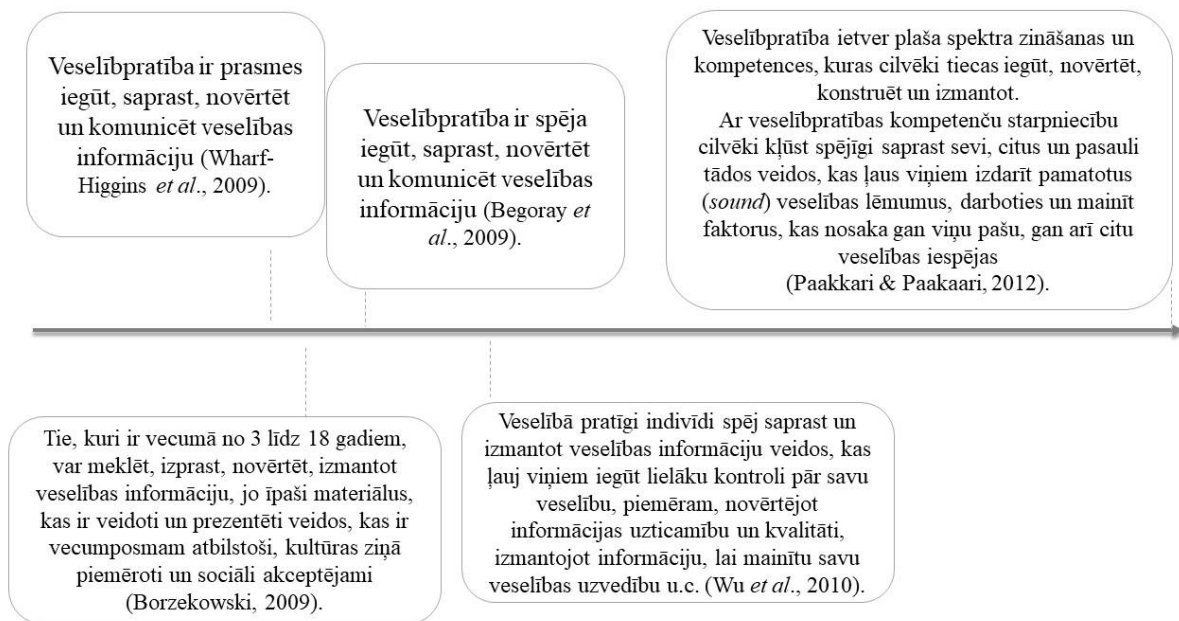 Veselībpratība ir prasmes
iegūt, saprast, novērtēt
un komunicēt veselības
informāciju (Wharf-
Higgins et al., 2009).
Veselībpratība ir spēja
iegūt, saprast, novērtēt
un komunicēt veselības
informāciju (Begoray et
al., 2009).
Veselībpratība ietver plaša spektra zināšanas un
kompetences, kuras cilvēki tiecas iegūt, novērtēt,
konstruēt un izmantot.
Ar veselībpratības kompetenču starpniecību
cilvēki kļūst spējīgi saprast sevi, citus un pasauli
tādos veidos, kas ļaus viņiem izdarīt pamatotus
(sound) veselības lēmumus, darboties un mainīt
faktorus, kas nosaka gan viņu pašu, gan arī citu
veselības iespējas
(Paakkari & Paakaari, 2012).
Tie, kuri ir vecumā no 3 līdz 18 gadiem,
var meklēt, izprast, novērtēt, izmantot
veselības informāciju, jo īpaši materiālus,
kas ir veidoti un prezentēti veidos, kas ir
vecumposmam atbilstoši, kultūras ziņā
piemēroti un sociāli akceptējami
(Borzekowski, 2009).
Veselībā pratīgi indivīdi spēj saprast un
izmantot veselības informāciju veidos, kas
ļauj viņiem iegūt lielāku kontroli pār savu
veselību, piemēram, novērtējot
informācijas uzticamību un kvalitāti,
izmantojot informāciju, lai mainītu savu
veselības uzvedību u.c. (Wu et al., 2010).